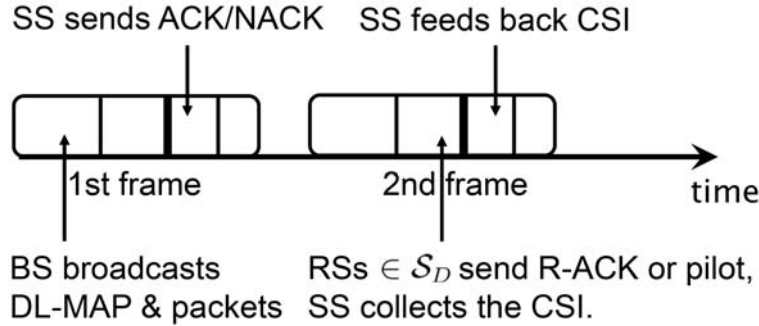 SS sends ACK/NACK
SS feeds back CSI
1st frame
2nd frame
time
BS broadcasts
DL-MAP & packets
RSs ∈ S_D send R-ACK or pilot,
SS collects the CSI.